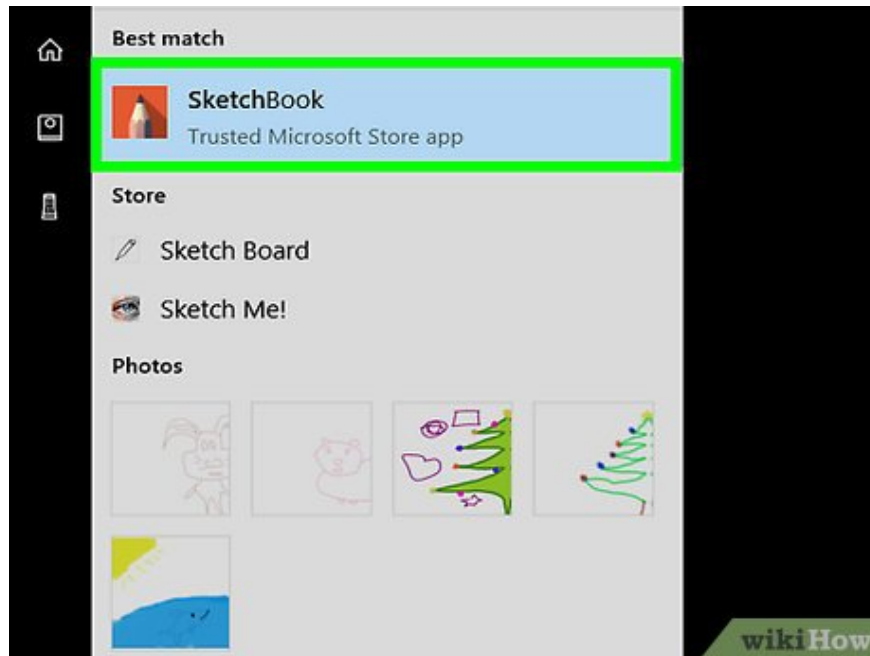 Best match
SketchBook
Trusted Microsoft Store app
Store
Sketch Board
Sketch Me!
Photos
wikiHow